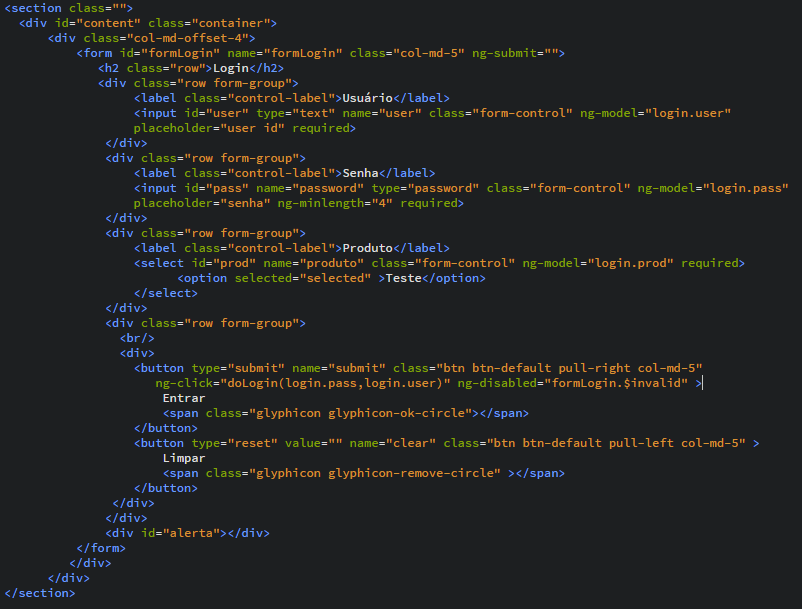 <section class="">
<div id="content" class="container">
<div class="col-md-offset-4">
<form id="formLogin" name="formLogin" class="col-md-5" ng-submit="">
<h2 class="row">Login</h2>
<div class="row form-group">
<label class="control-label">Usuário</label>
<input id="user" type="text" name="user" class="form-control" ng-model="login.user"
placeholder="user id" required>
</div>
<div class="row form-group">
<label class="control-label">Senha</label>
<input id="pass" name="password" type="password" class="form-control" ng-model="login.pass"
placeholder="senha" ng-minlength="4" required>
</div>
<div class="row form-group">
<label class="control-label">Produto</label>
<select id="prod" name="produto" class="form-control" ng-model="login.prod" required>
<option selected="selected" >Teste</option>
</select>
</div>
<div class="row form-group">
<br/>
<div>
<button type="submit" name="submit" class="btn btn-default pull-right col-md-5"
ng-click="doLogin(login.pass,login.user)" ng-disabled="formLogin.$invalid" >
Entrar
<span class="glyphicon glyphicon-ok-circle"></span>
</button>
<button type="reset" value="" name="clear" class="btn btn-default pull-left col-md-5" >
Limpar
<span class="glyphicon glyphicon-remove-circle" ></span>
</button>
</div>
</div>
<div id="alerta"></div>
</form>
</div>
</div>
</section>